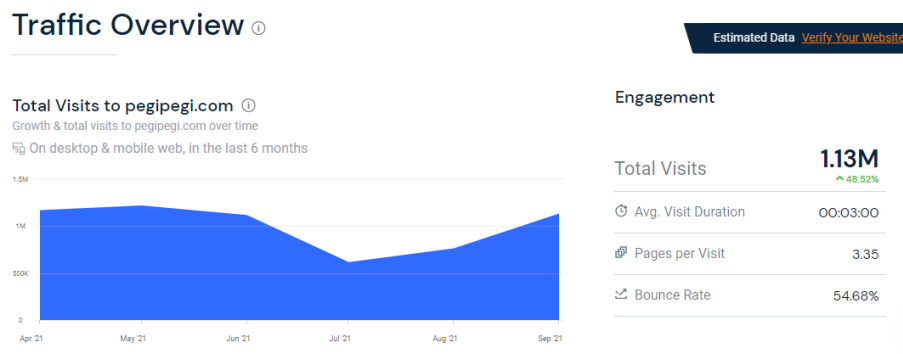 Traffic Overview
Estimated Data Verify Your Website
Total Visits to pegipegi.com
Growth & total visits to pegipegi.com over time
On desktop & mobile web, in the last 6 months
1.5M
1M
500K
0
Apr '21 May '21 Jun '21 Jul '21 Aug '21 Sep '21
Engagement
Total Visits 1.13M
48.52%
Avg. Visit Duration 00:03:00
Pages per Visit 3.35
Bounce Rate 54.68%